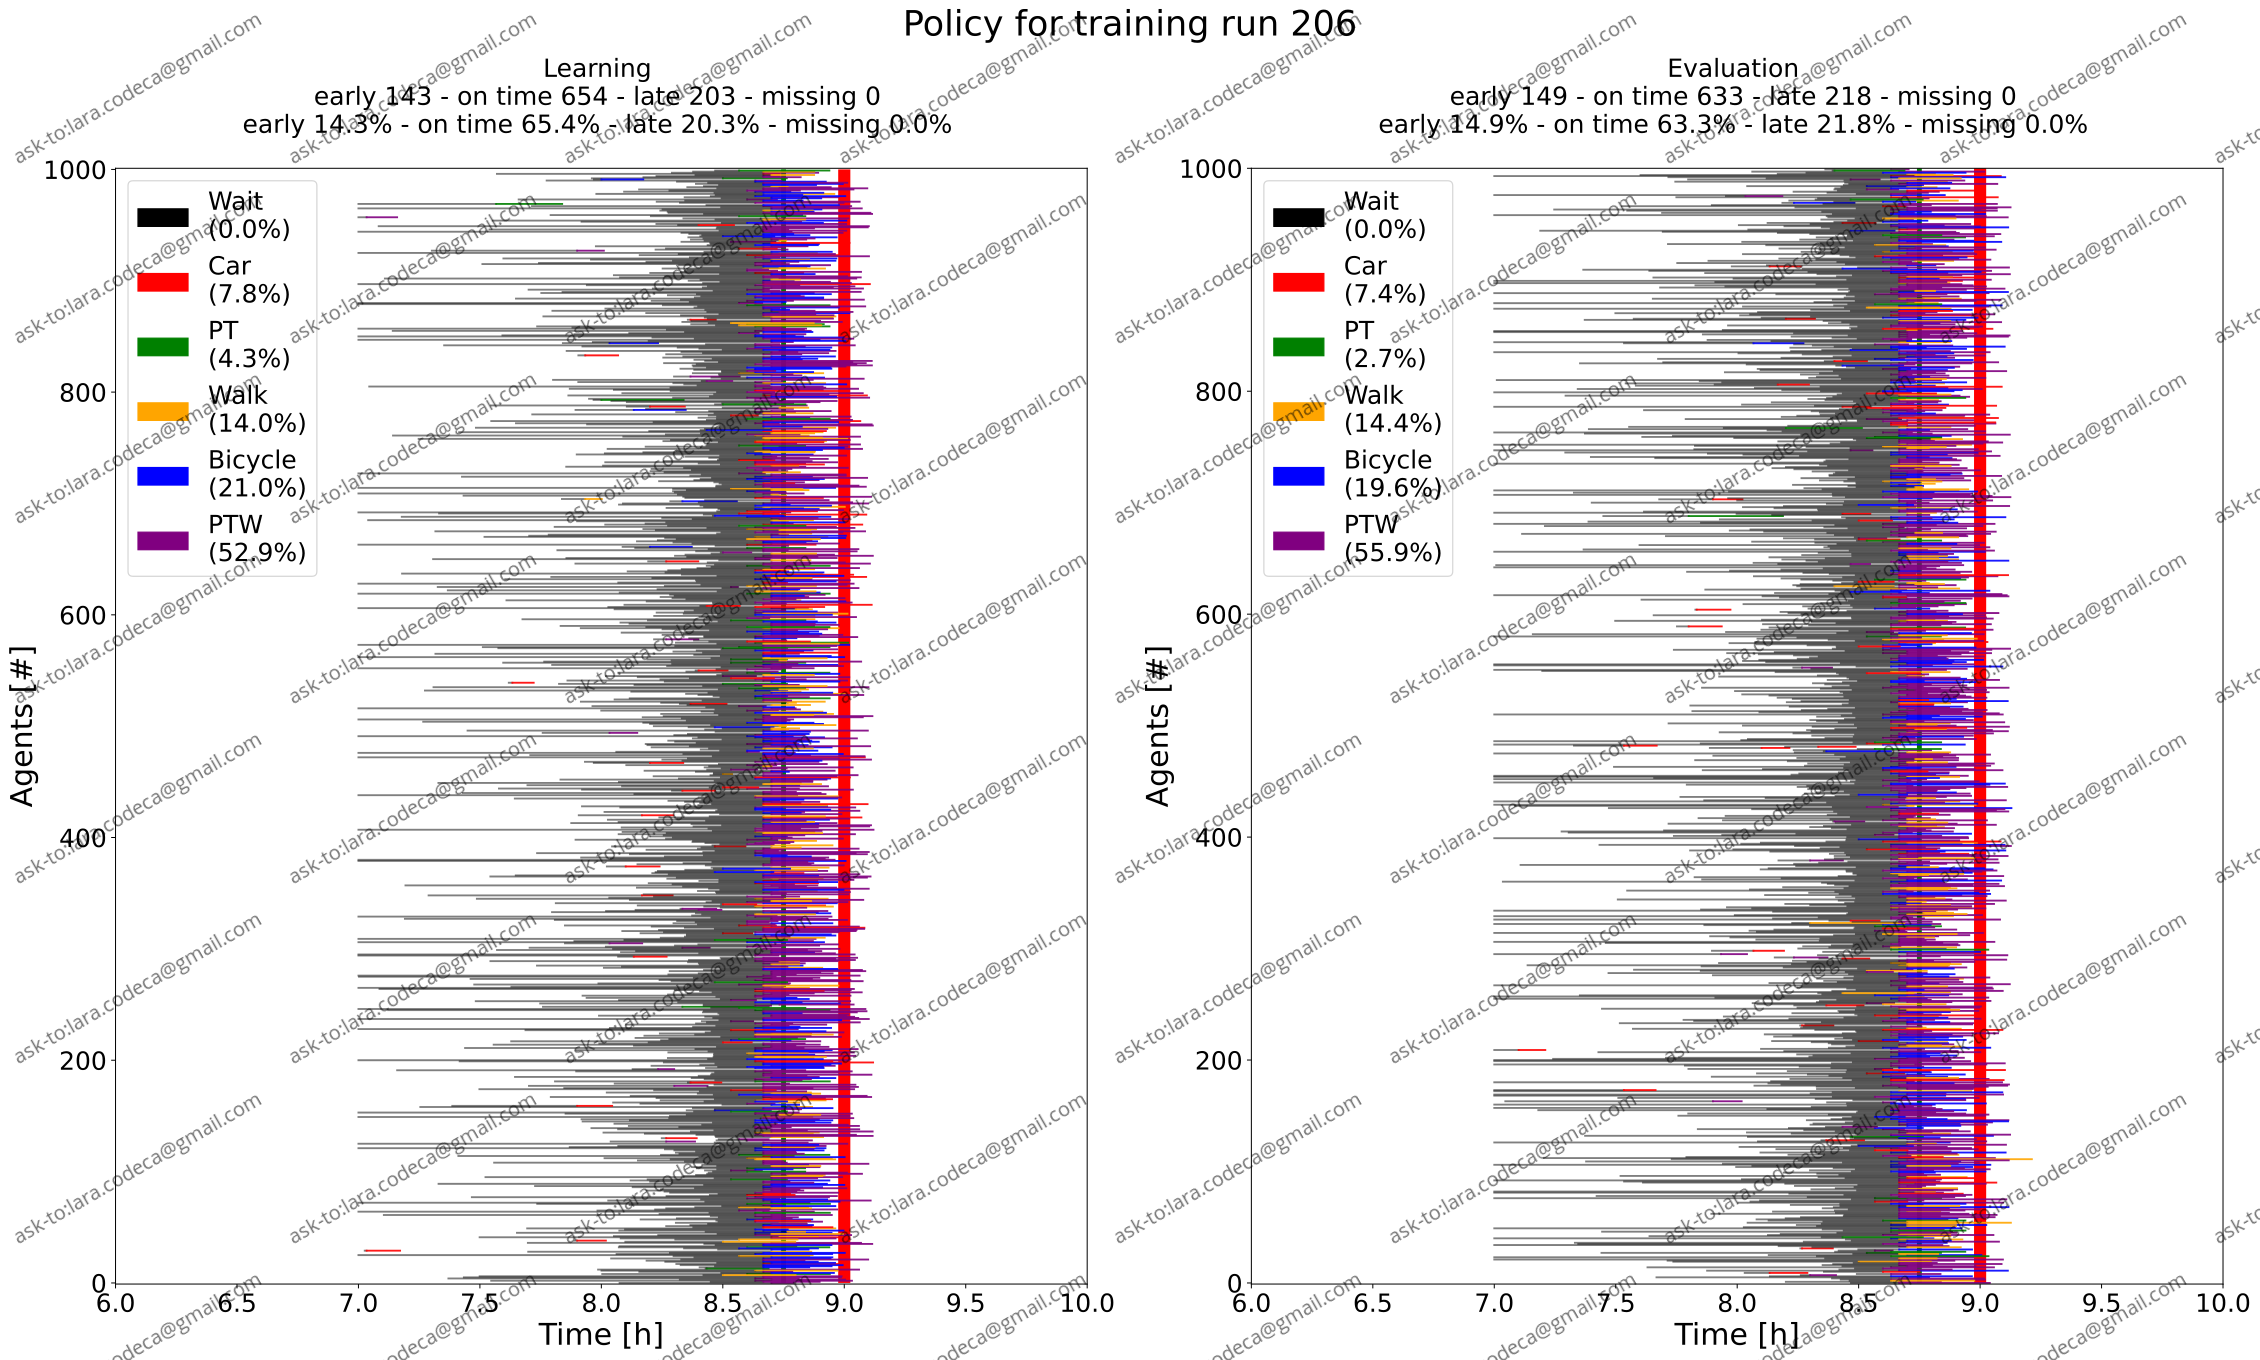 Policy for training run 206
Learning
early 143 - on time 654 - late 203 - missing 0
early 14.3% - on time 65.4% - late 20.3% - missing 0.0%
Agents [#]
1000
800
600
400
200
0
Wait
(0.0%)
Car
(7.8%)
PT
(4.3%)
Walk
(14.0%)
Bicycle
(21.0%)
PTW
(52.9%)
6.0 6.5 7.0 7.5 8.0 8.5 9.0 9.5 10.0
Time [h]
Evaluation
early 149 - on time 633 - late 218 - missing 0
early 14.9% - on time 63.3% - late 21.8% - missing 0.0%
Agents [#]
1000
800
600
400
200
0
Wait
(0.0%)
Car
(7.4%)
PT
(2.7%)
Walk
(14.4%)
Bicycle
(19.6%)
PTW
(55.9%)
6.0 6.5 7.0 7.5 8.0 8.5 9.0 9.5 10.0
Time [h]
ask-to:lara.codeca@gmail.com